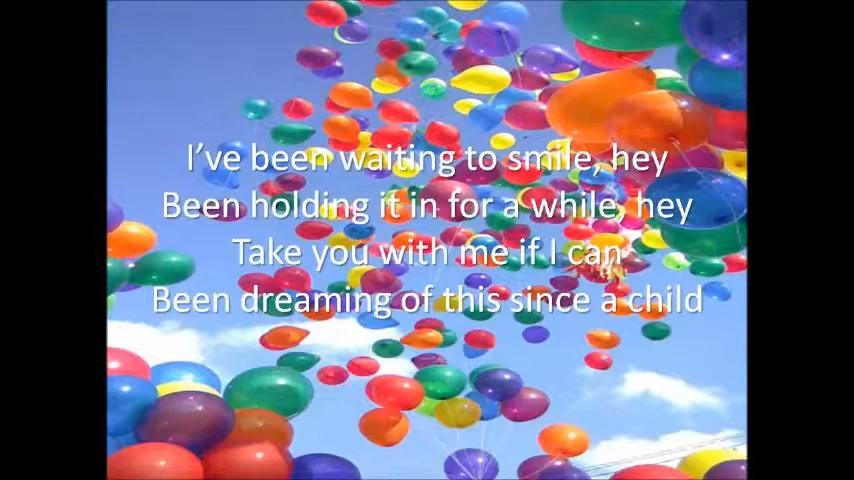 I’ve been waiting to smile, hey
Been holding it in for a while, hey
Take you with me if I can
Been dreaming of this since a child